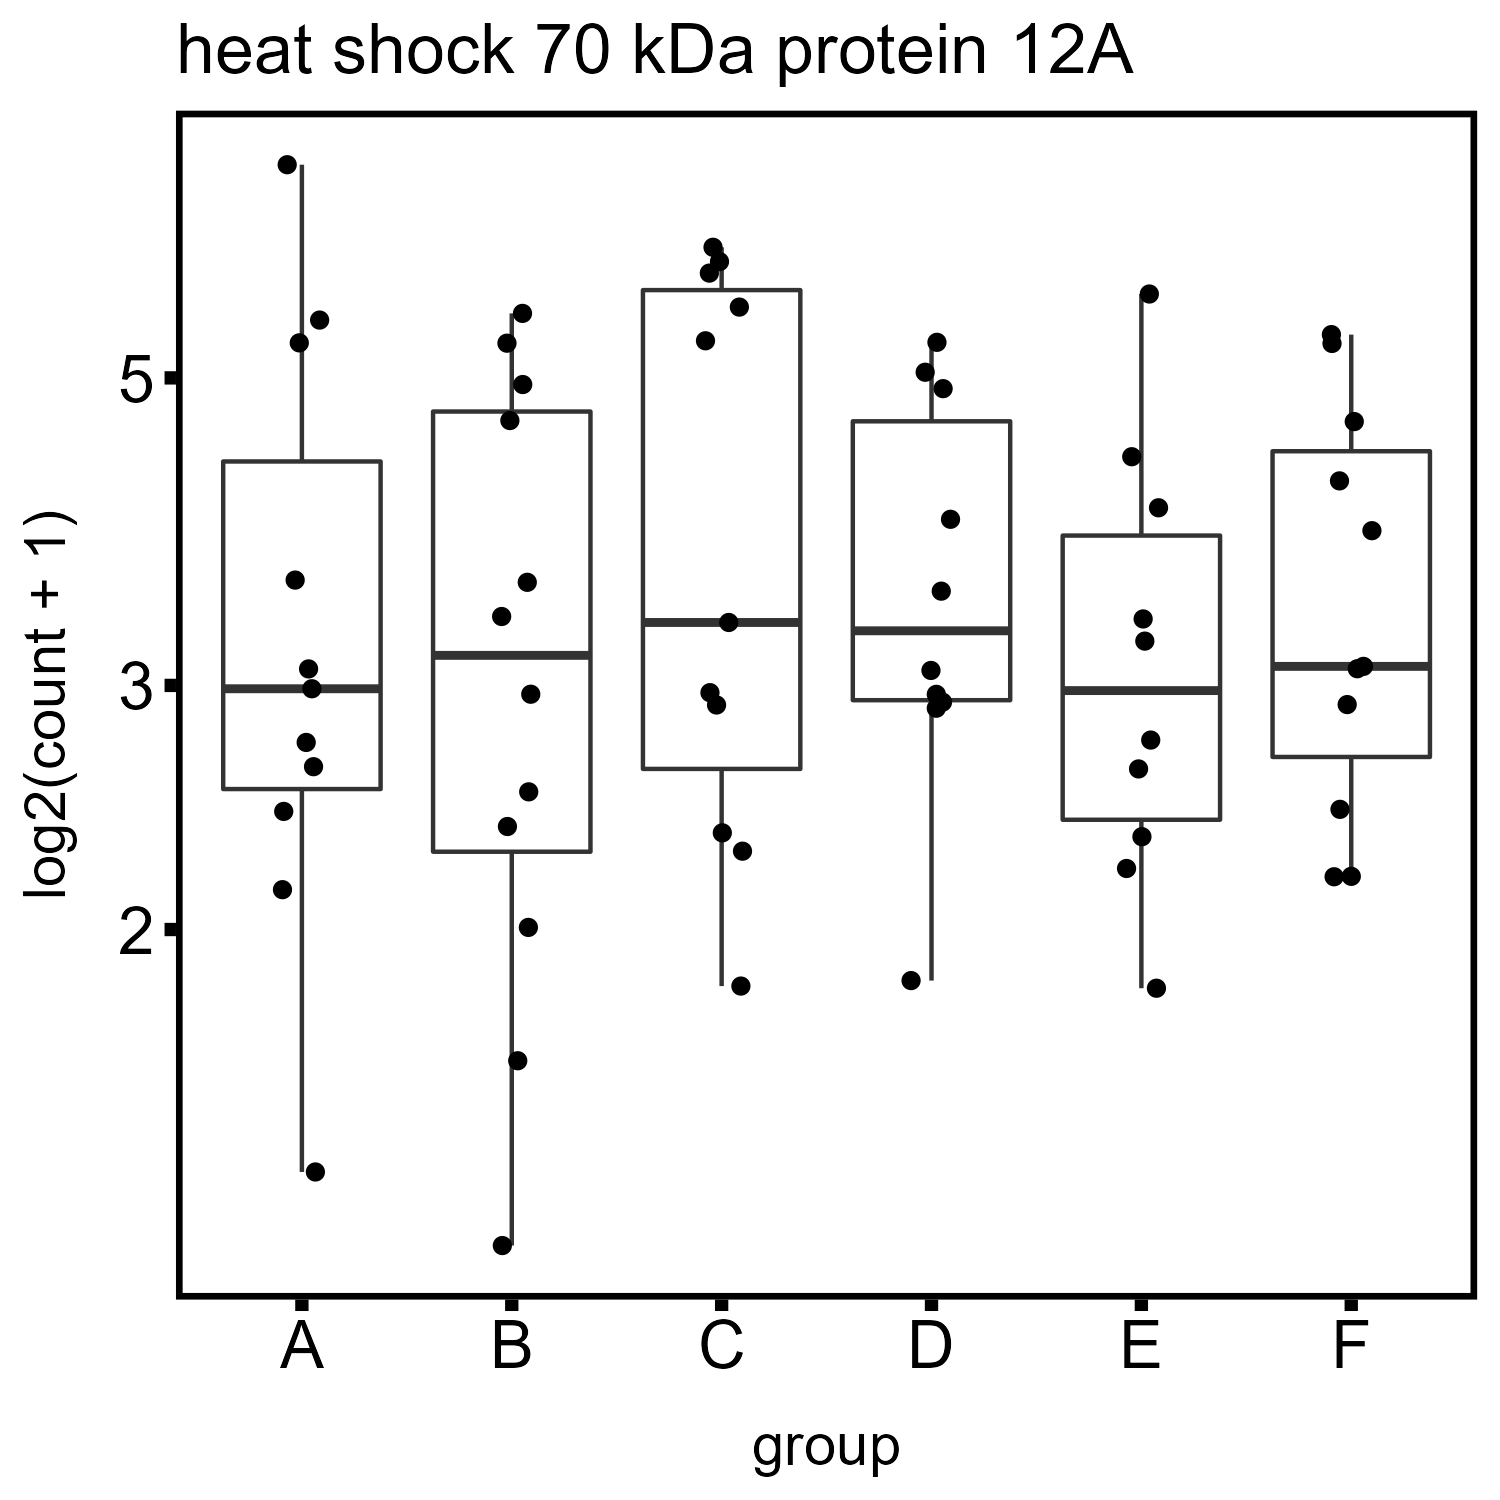 heat shock 70 kDa protein 12A
log2(count + 1)
5
3
2
A B C D E F
group